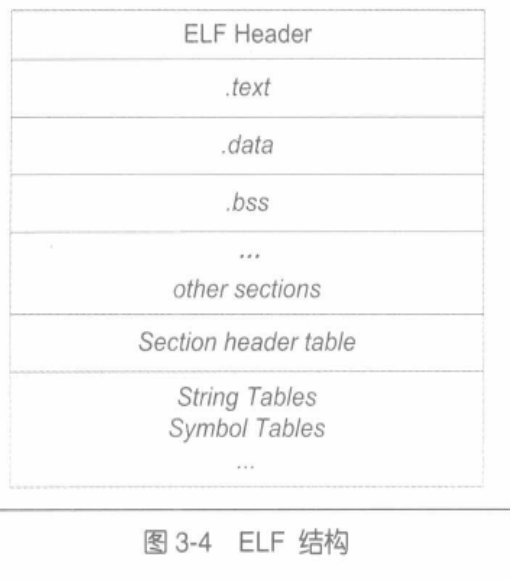 ELF Header
.text
.data
.bss
...
other sections
Section header table
String Tables
Symbol Tables
...
图 3-4 ELF 结构